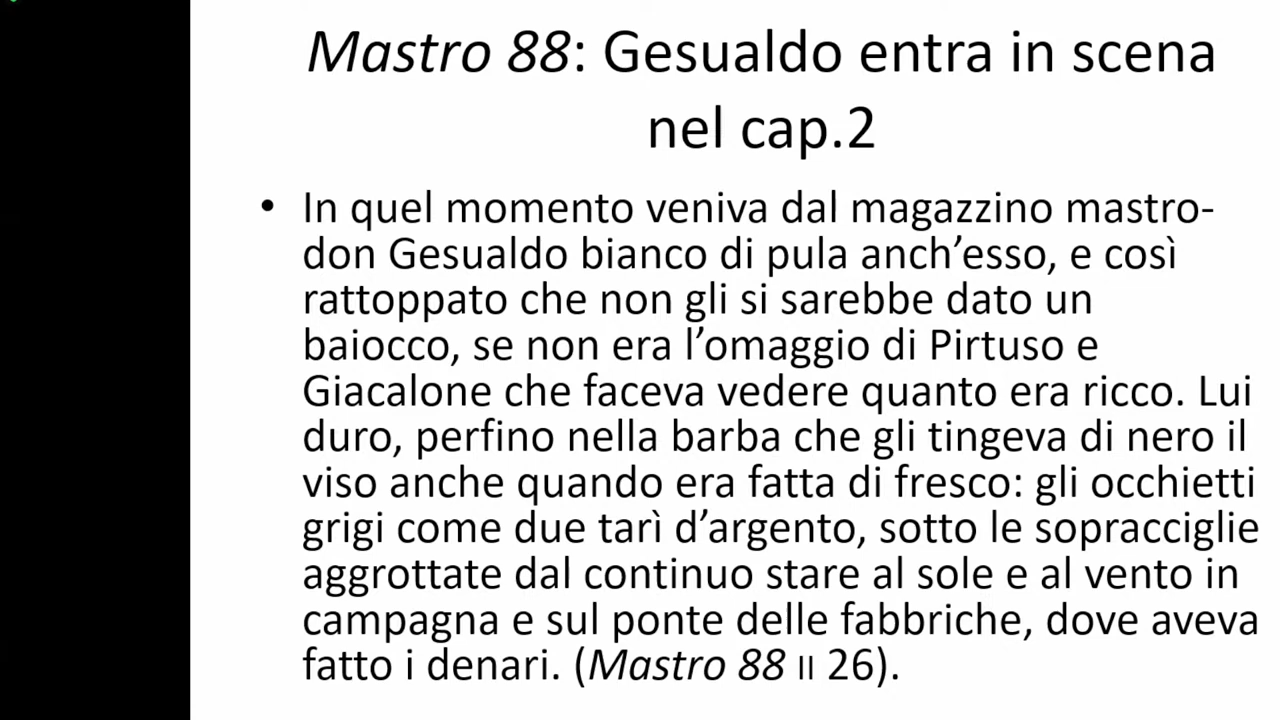 Mastro 88: Gesualdo entra in scena
nel cap.2
• In quel momento veniva dal magazzino mastro-
don Gesualdo bianco di pula anch’esso, e così
rattoppato che non gli si sarebbe dato un
baiocco, se non era l’omaggio di Pirtuso e
Giacalone che faceva vedere quanto era ricco. Lui
duro, perfino nella barba che gli tingeva di nero il
viso anche quando era fatta di fresco: gli occhietti
grigi come due tarì d’argento, sotto le sopracciglie
aggrottate dal continuo stare al sole e al vento in
campagna e sul ponte delle fabbriche, dove aveva
fatto i denari. (Mastro 88 II 26).